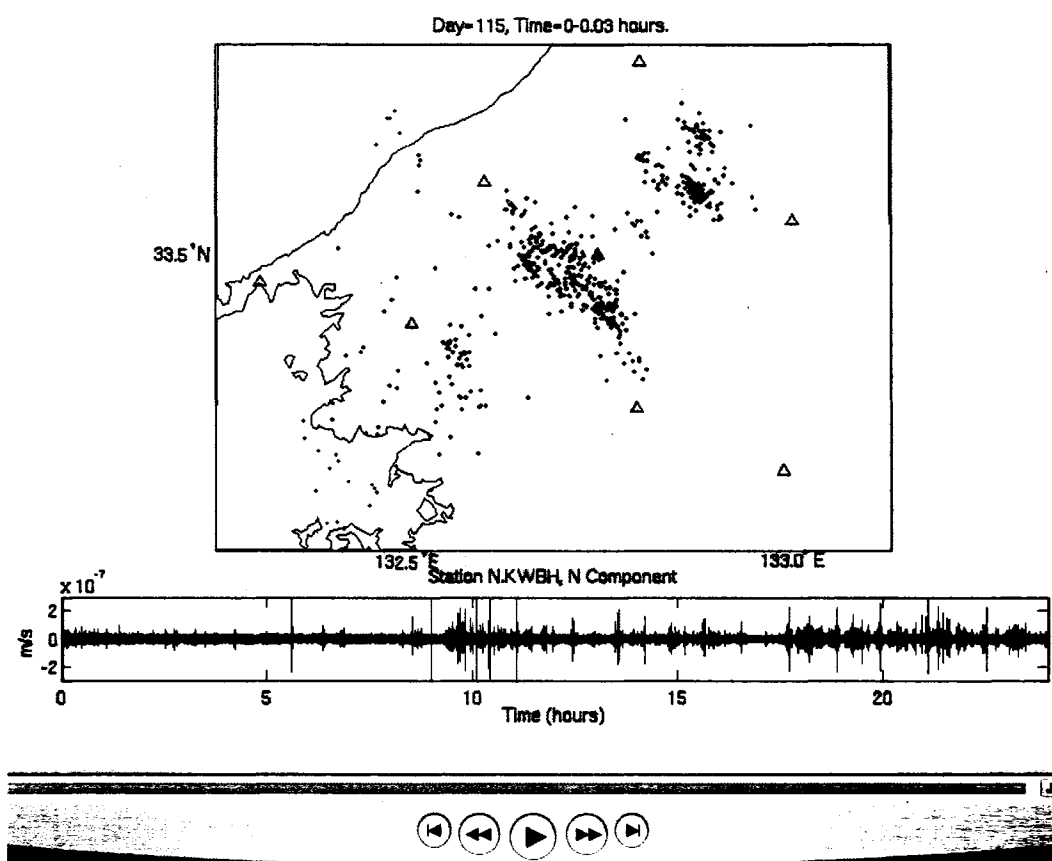 Day=115, Time=0-0.03 hours.
33.5°N
132.5°E
133.0°E
Station N.KWBH, N Component
x 10-7
m/s
2
0
-2
0 5 10 15 20
Time (hours)